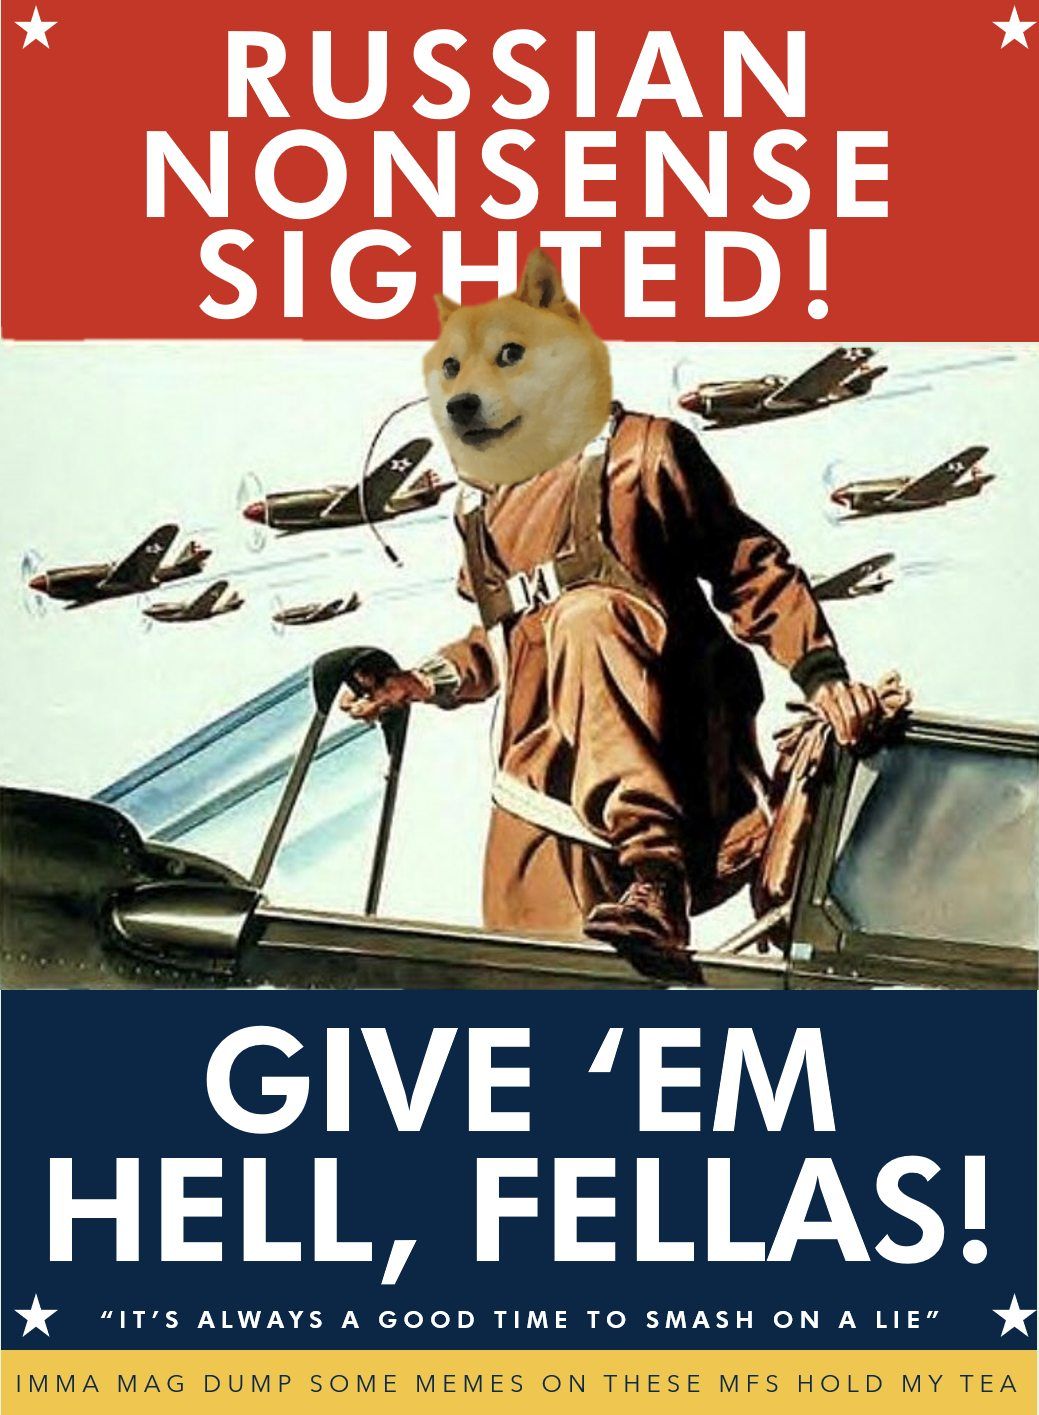 RUSSIAN
NONSENSE
SIGHTED!
GIVE ‘EM
HELL, FELLAS!
“IT’S ALWAYS A GOOD TIME TO SMASH ON A LIE”
IMMA MAG DUMP SOME MEMES ON THESE MFS HOLD MY TEA